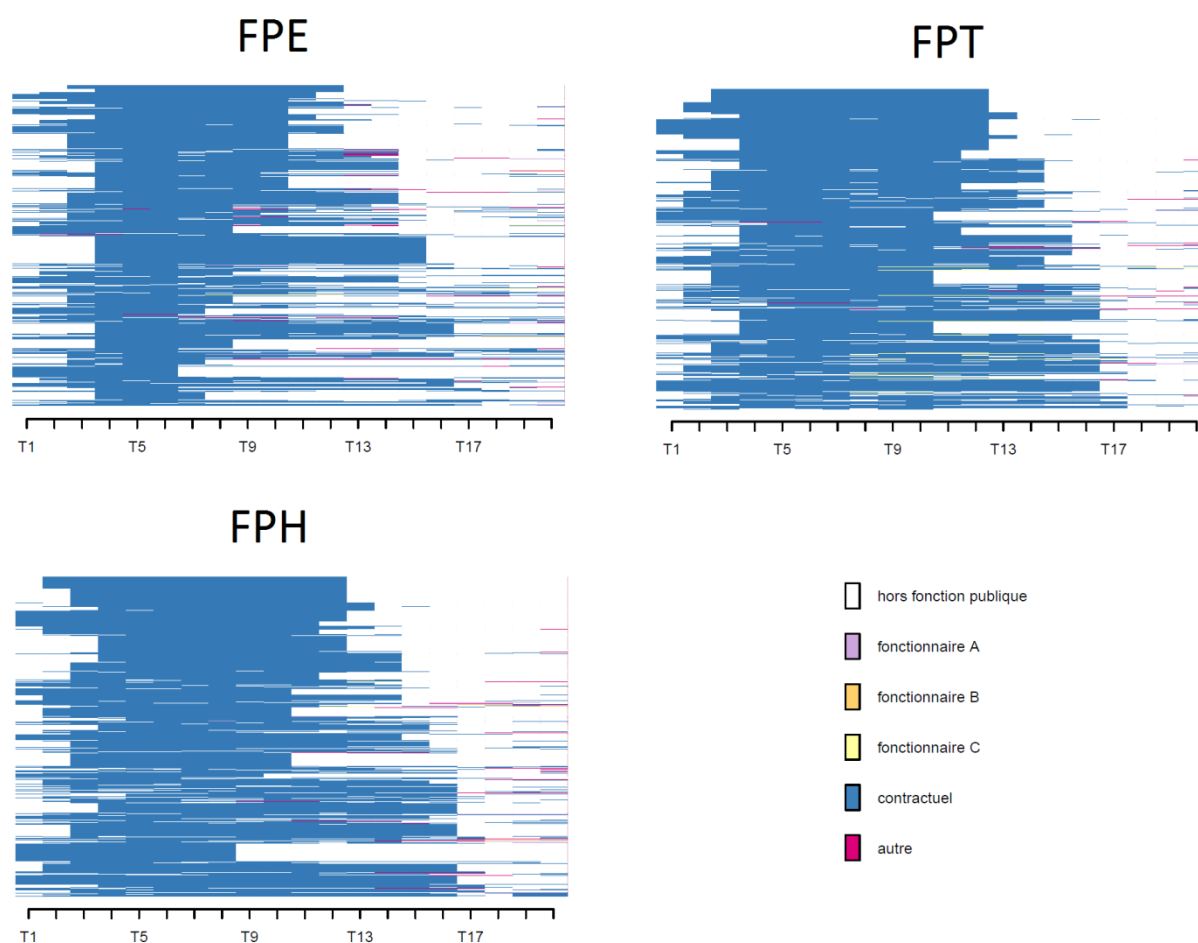 FPE
FPT
T1 T5 T9 T13 T17
T1 T5 T9 T13 T17
FPH
hors fonction publique
fonctionnaire A
fonctionnaire B
fonctionnaire C
contractuel
autre
T1 T5 T9 T13 T17